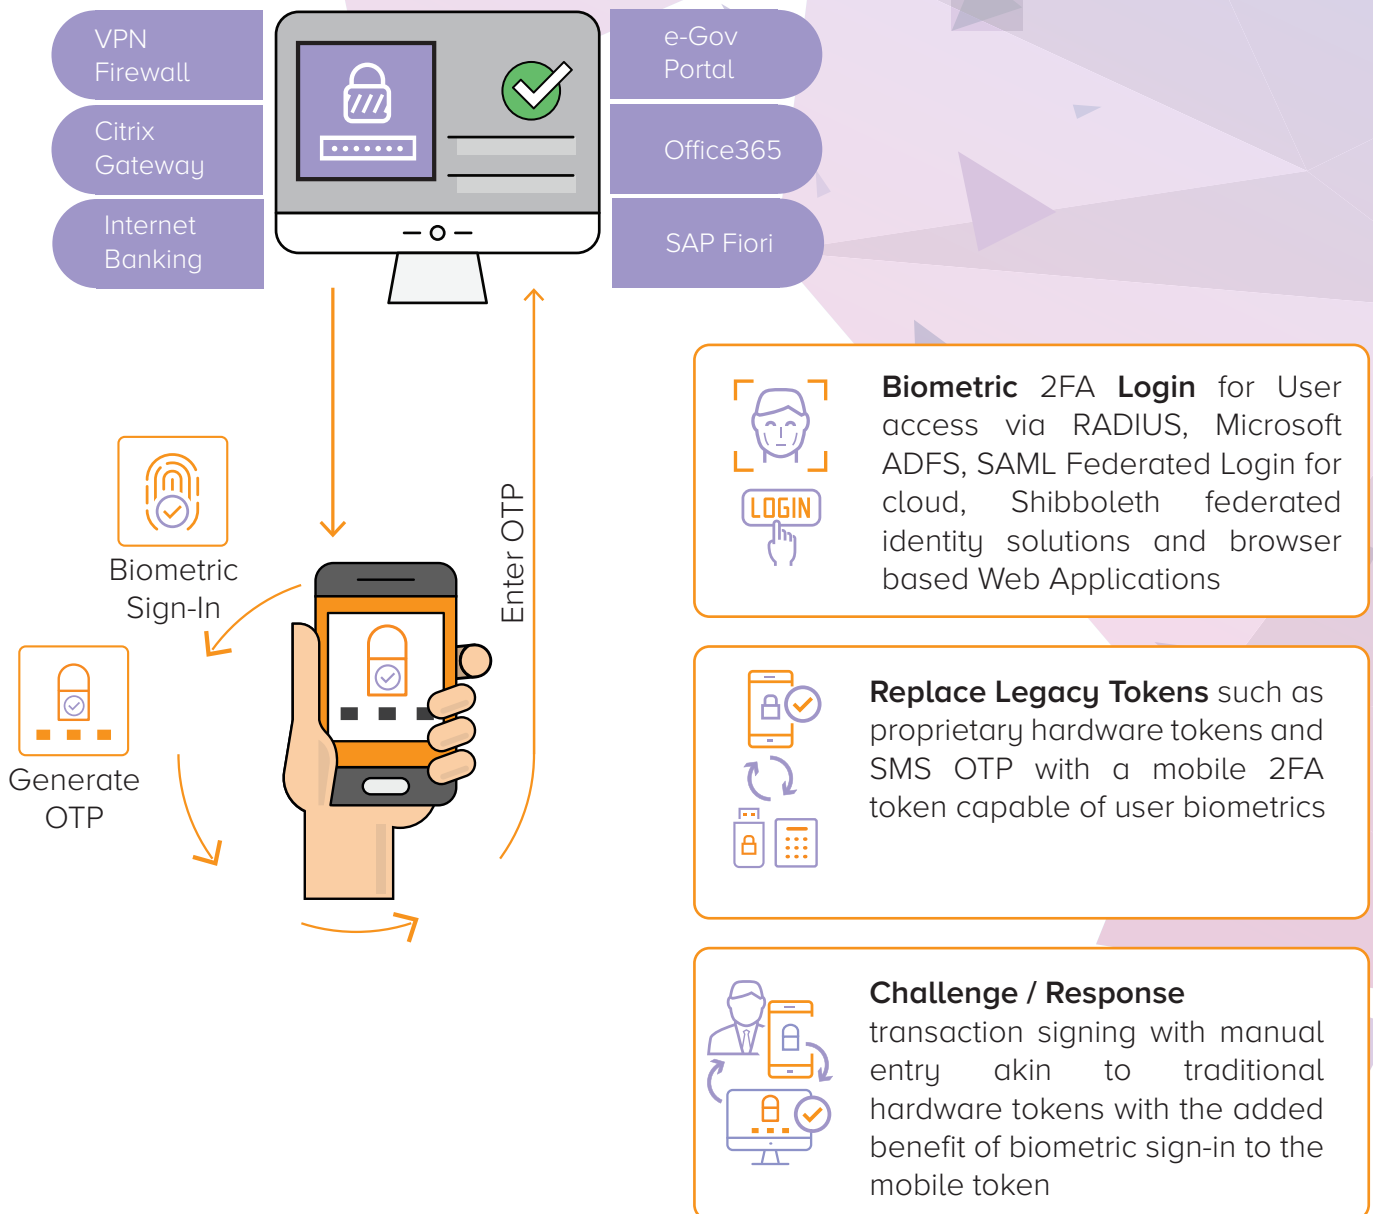 VPN
Firewall
Citrix
Gateway
Internet
Banking
e-Gov
Portal
Office365
SAP Fiori
Biometric
Sign-In
Generate
OTP
Enter OTP
Biometric 2FA Login for User
access via RADIUS, Microsoft
ADFS, SAML Federated Login for
cloud, Shibboleth federated
identity solutions and browser
based Web Applications
LOGIN
Replace Legacy Tokens such as
proprietary hardware tokens and
SMS OTP with a mobile 2FA
token capable of user biometrics
Challenge / Response
transaction signing with manual
entry akin to traditional
hardware tokens with the added
benefit of biometric sign-in to the
mobile token